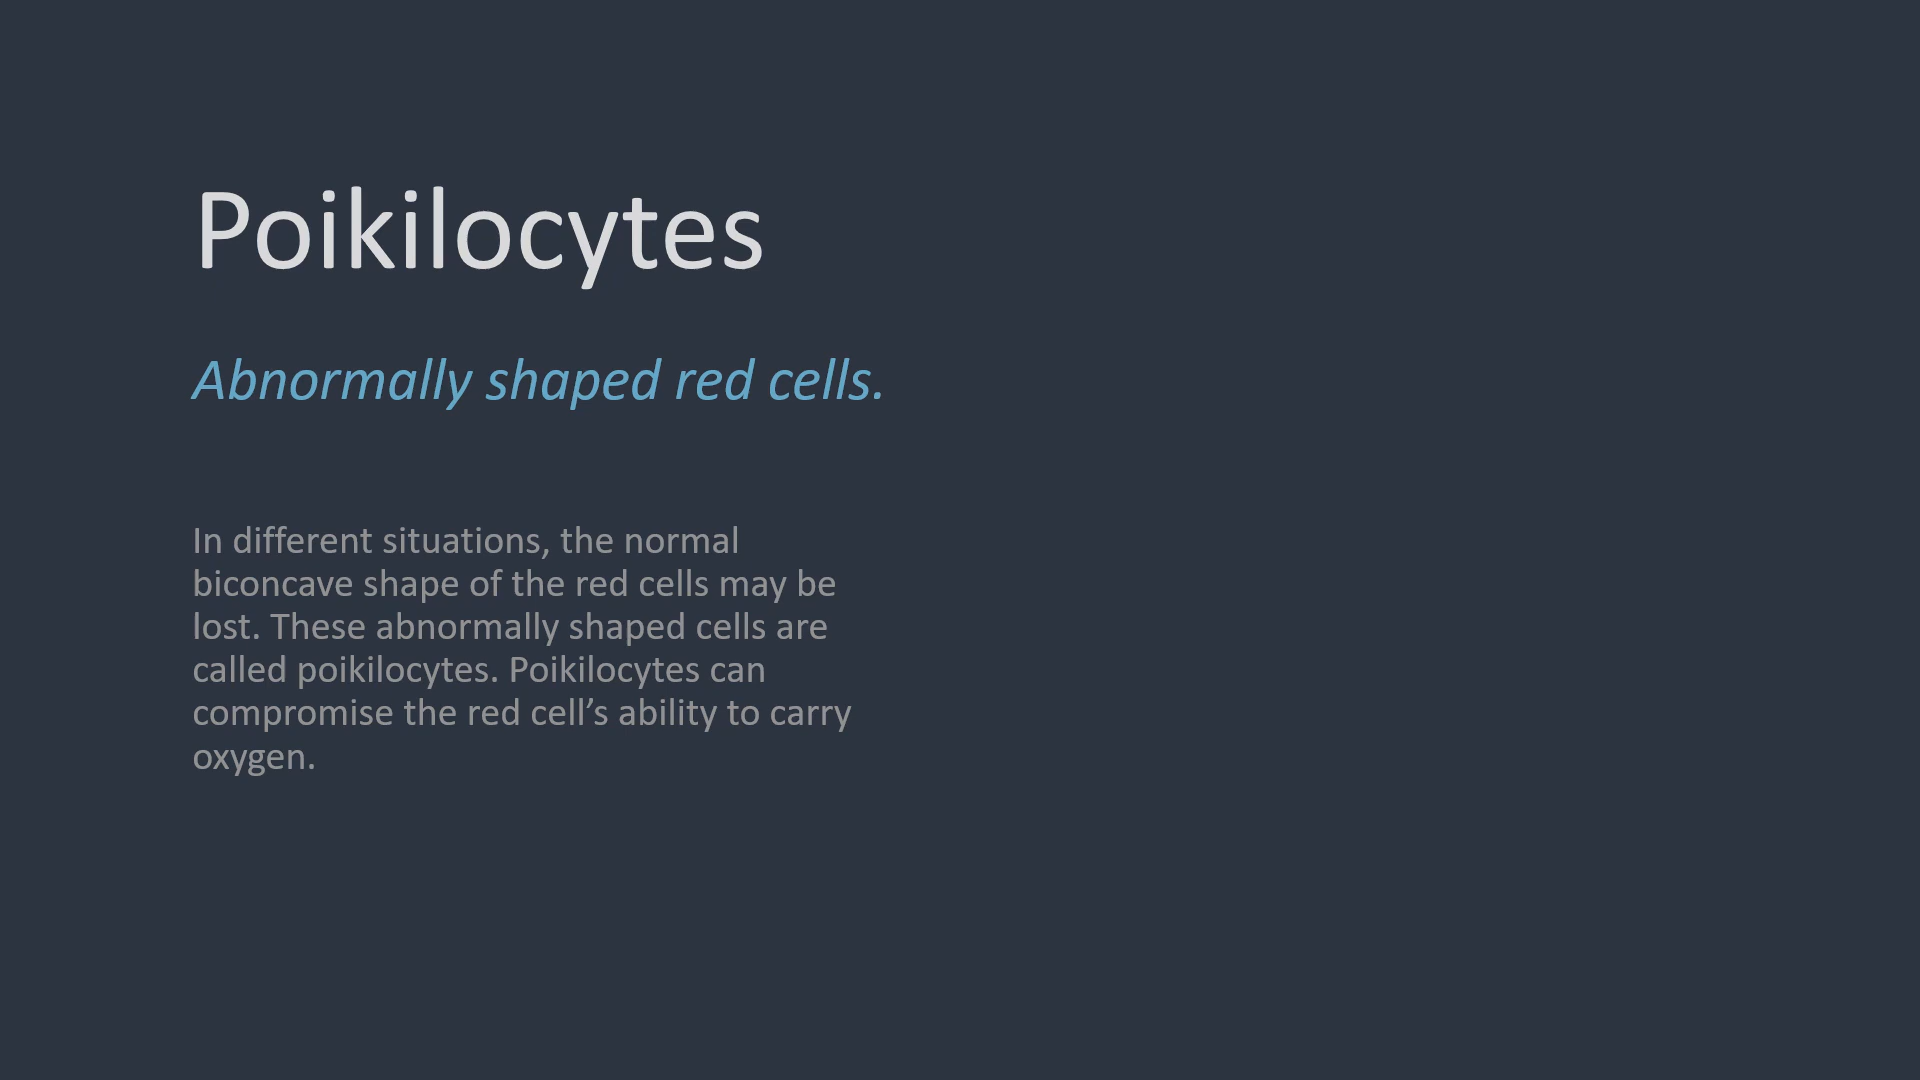 Poikilocytes
Abnormally shaped red cells.
In different situations, the normal
biconcave shape of the red cells may be
lost. These abnormally shaped cells are
called poikilocytes. Poikilocytes can
compromise the red cell’s ability to carry
oxygen.